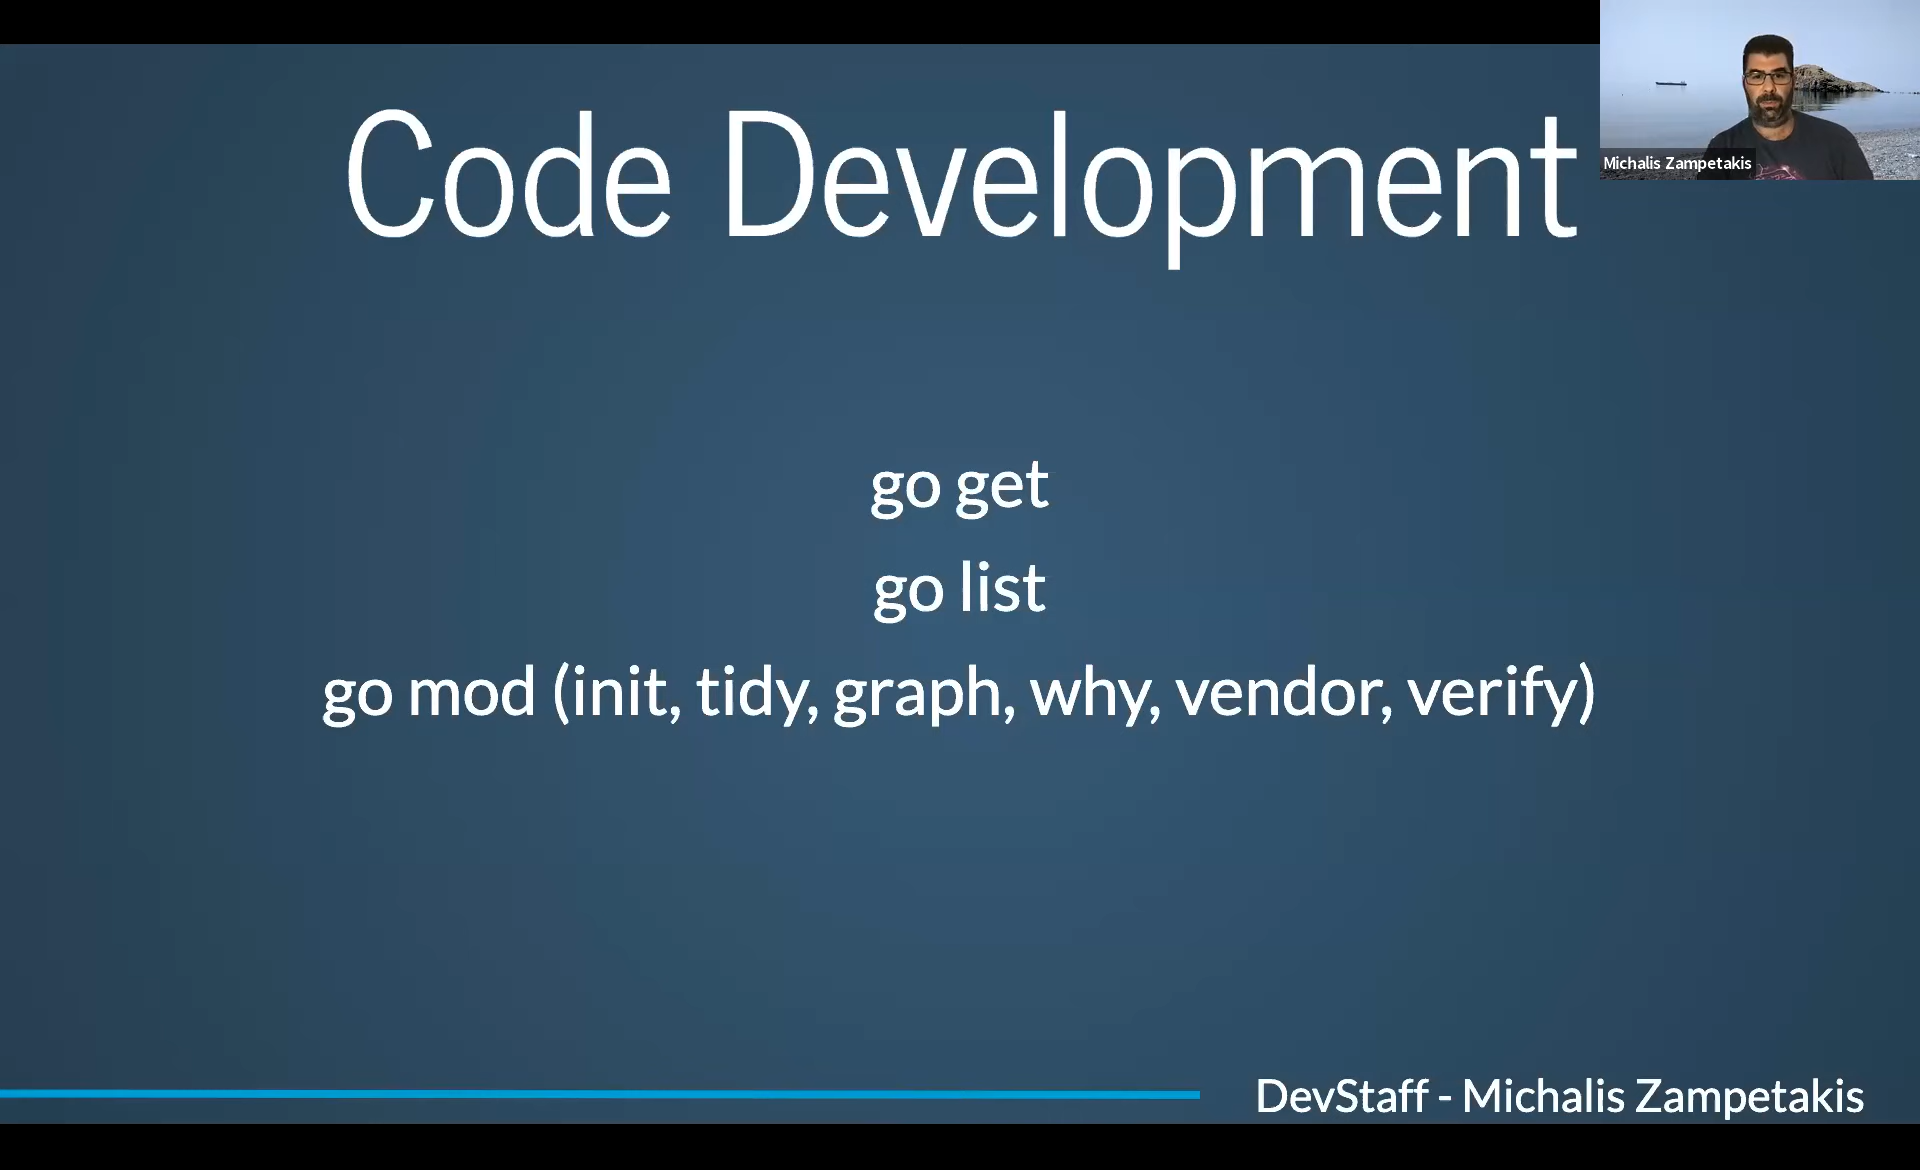 Code Development
Michalis Zampetakis
go get
go list
go mod (init, tidy, graph, why, vendor, verify)
DevStaff - Michalis Zampetakis